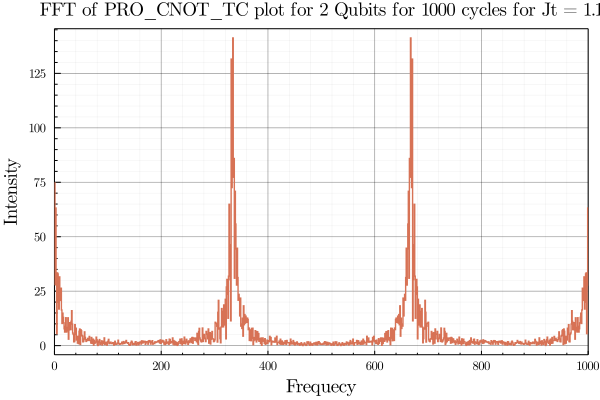 FFT of PRO_CNOT_TC plot for 2 Qubits for 1000 cycles for Jt = 1.1
Intensity
125
100
75
50
25
0
0 200 400 600 800 1000
Frequecy